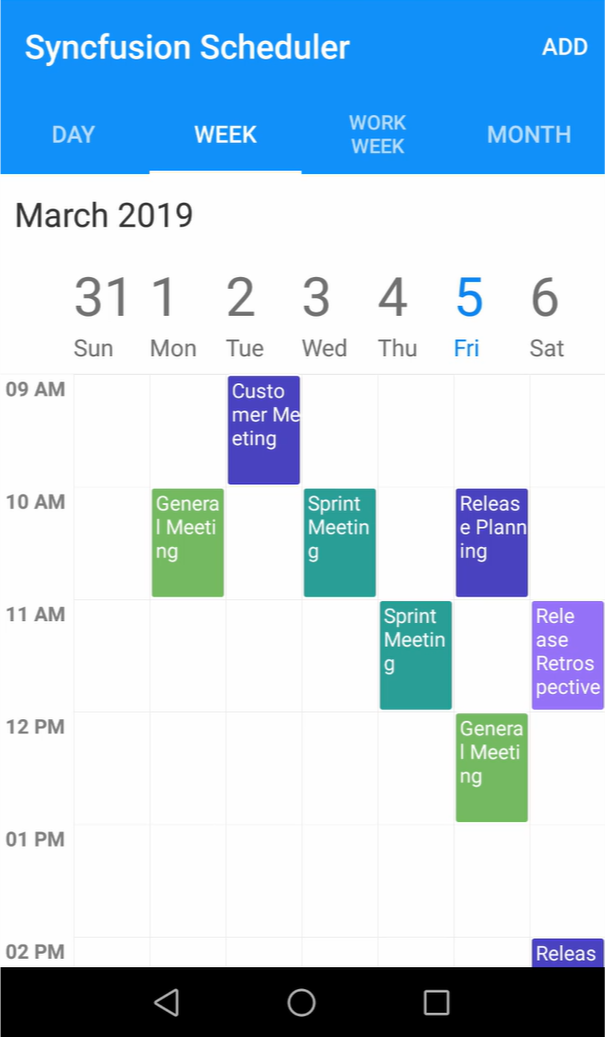 Syncfusion Scheduler
ADD
DAY
WEEK
WORK
WEEK
MONTH
March 2019
31 1 2 3 4 5 6
Sun Mon Tue Wed Thu Fri Sat
09 AM
Custo
mer Me
eting
10 AM
Genera
l Meeti
ng
Sprint
Meetin
g
Releas
e Plann
ing
11 AM
Sprint
Meetin
g
Rele
ase
Retros
pective
12 PM
Genera
l Meeti
ng
01 PM
02 PM
Releas